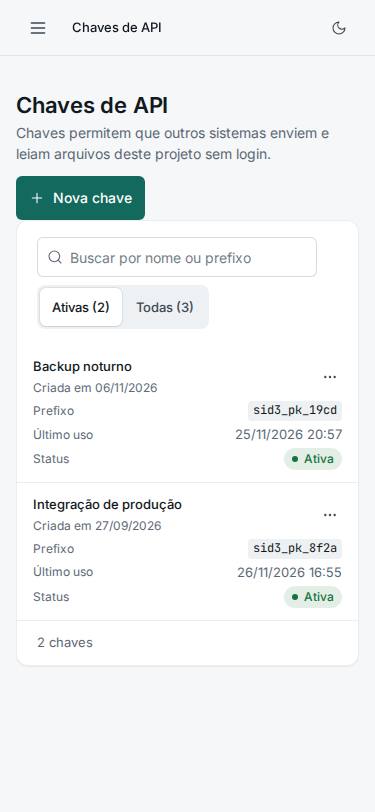 Chaves de API
Chaves de API
Chaves permitem que outros sistemas enviem e
leiam arquivos deste projeto sem login.
Nova chave
Buscar por nome ou prefixo
Ativas (2) Todas (3)
Backup noturno
Criada em 06/11/2026
Prefixo sid3_pk_19cd
Último uso 25/11/2026 20:57
Status Ativa
Integração de produção
Criada em 27/09/2026
Prefixo sid3_pk_8f2a
Último uso 26/11/2026 16:55
Status Ativa
2 chaves